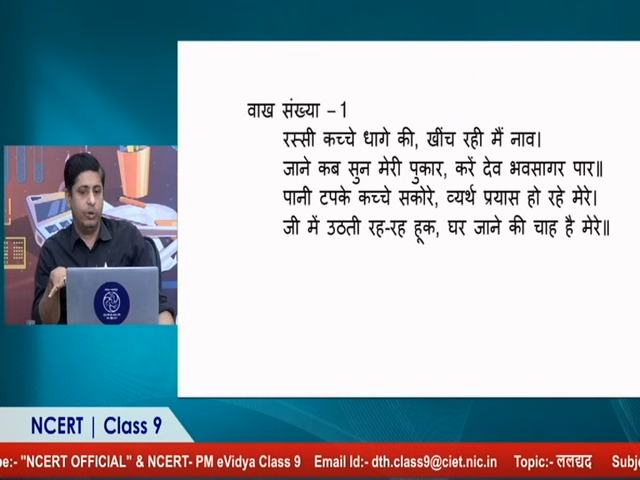 वाख संख्या – 1
रस्सी कच्चे धागे की, खींच रही मैं नाव।
जाने कब सुन मेरी पुकार, करें देव भवसागर पार॥
पानी टपके कच्चे सकोरे, व्यर्थ प्रयास हो रहे मेरे।
जी में उठती रह-रह हूक, घर जाने की चाह है मेरे॥
NCERT | Class 9
be:- "NCERT OFFICIAL" & NCERT- PM eVidya Class 9 Email Id:- dth.class9@ciet.nic.in Topic:- ललद्यद Subje